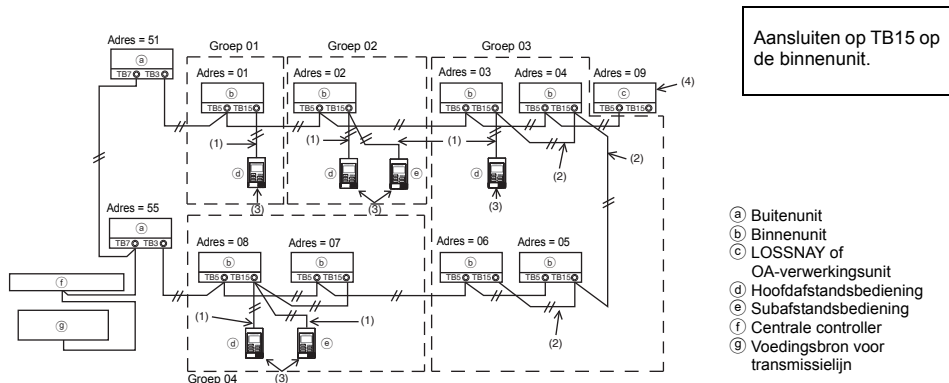 Adres = 51
ⓐ
TB7 TB3
Groep 01
Adres = 01
ⓑ
TB5 TB15
(1)
ⓓ
(3)
Groep 02
Adres = 02
ⓑ
TB5 TB15
(1)
ⓓ
ⓔ
(3)
(1)
Groep 03
Adres = 03
ⓑ
TB5 TB15
ⓓ
(3)
Adres = 04
ⓑ
TB5 TB15
(2)
(2)
Adres = 09
ⓒ
TB5 TB15
(4)
Aansluiten op TB15 op
de binnenunit.
Adres = 55
ⓐ
TB7 TB3
ⓕ
ⓖ
Adres = 08
ⓑ
TB5 TB15
Adres = 07
ⓑ
TB5 TB15
(1)
(1)
ⓓ
ⓔ
(3)
Groep 04
Adres = 06
ⓑ
TB5 TB15
Adres = 05
ⓑ
TB5 TB15
(2)
ⓐ Buitenunit
ⓑ Binnenunit
ⓒ LOSSNAY of
OA-verwerkingsunit
ⓓ Hoofdafstandsbediening
ⓔ Subafstandsbediening
ⓕ Centrale controller
ⓖ Voedingsbron voor
transmissielijn